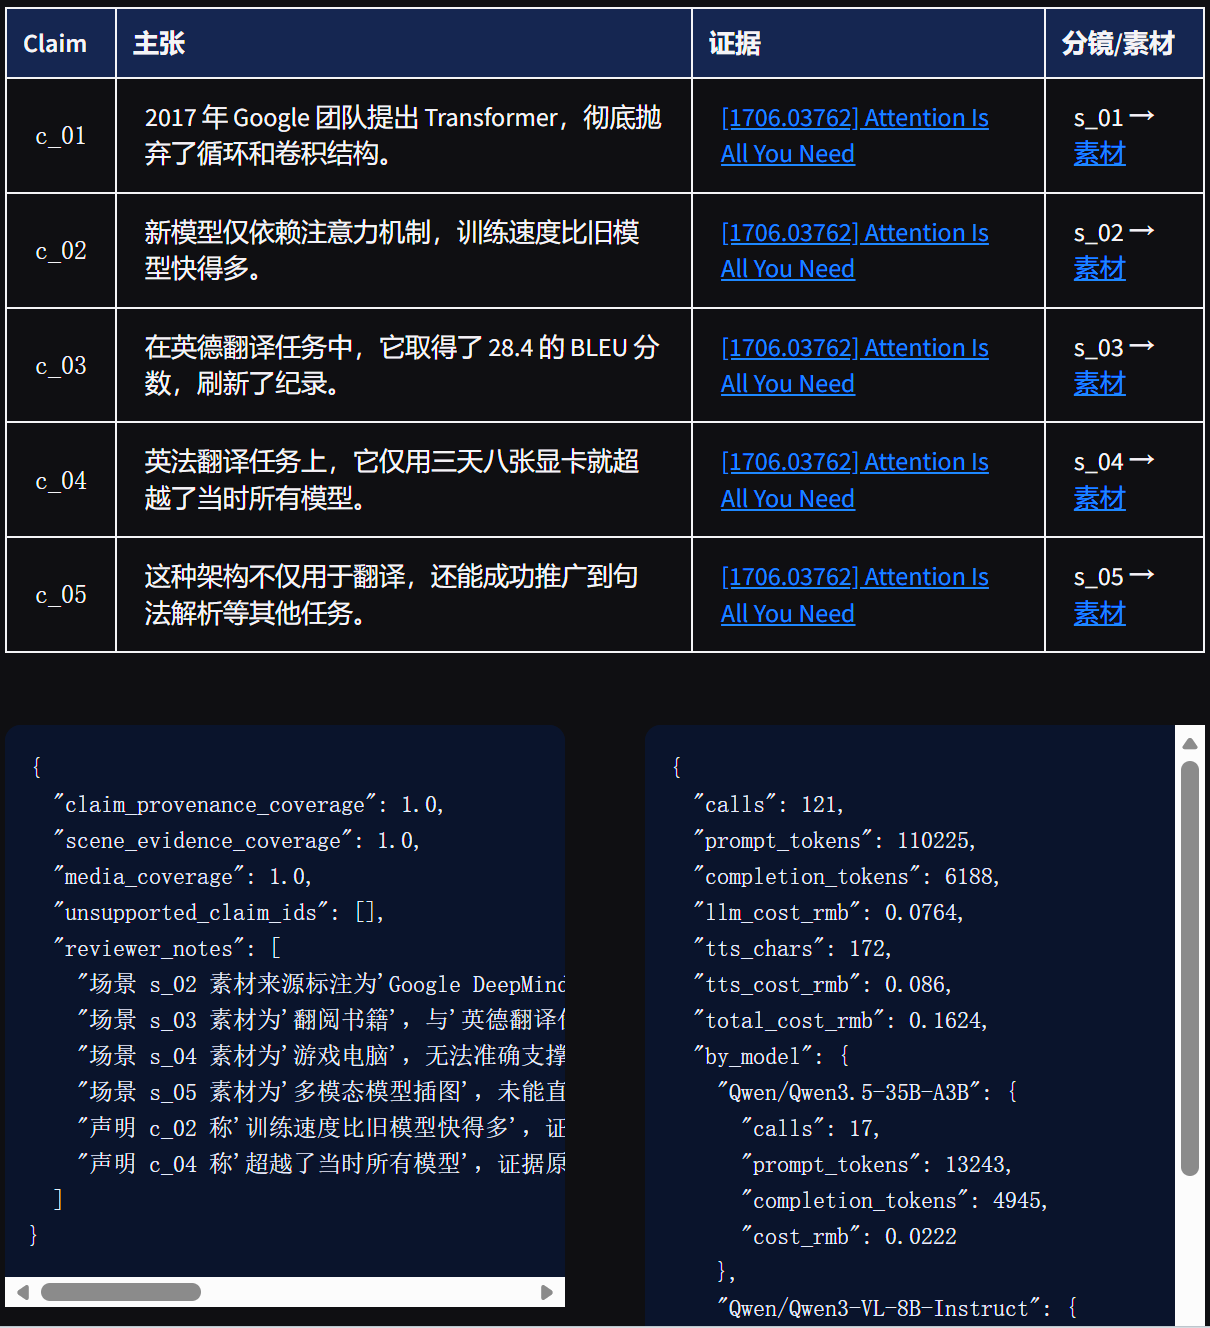 Claim 主张 证据 分镜/素材
c_01
2017 年 Google 团队提出 Transformer，彻底抛
弃了循环和卷积结构。
[1706.03762] Attention Is
All You Need
s_01 →
素材
c_02
新模型仅依赖注意力机制，训练速度比旧模
型快得多。
[1706.03762] Attention Is
All You Need
s_02 →
素材
c_03
在英德翻译任务中，它取得了 28.4 的 BLEU 分
数，刷新了纪录。
[1706.03762] Attention Is
All You Need
s_03 →
素材
c_04
英法翻译任务上，它仅用三天八张显卡就超
越了当时所有模型。
[1706.03762] Attention Is
All You Need
s_04 →
素材
c_05
这种架构不仅用于翻译，还能成功推广到句
法解析等其他任务。
[1706.03762] Attention Is
All You Need
s_05 →
素材
{
"claim_provenance_coverage": 1.0,
"scene_evidence_coverage": 1.0,
"media_coverage": 1.0,
"unsupported_claim_ids": [],
"reviewer_notes": [
"场景 s_02 素材来源标注为'Google DeepMind
"场景 s_03 素材为'翻阅书籍'，与'英德翻译
"场景 s_04 素材为'游戏电脑'，无法准确支撑
"场景 s_05 素材为'多模态模型插图'，未能直
"声明 c_02 称'训练速度比旧模型快得多'，证
"声明 c_04 称'超越了当时所有模型'，证据原
]
}
{
"calls": 121,
"prompt_tokens": 110225,
"completion_tokens": 6188,
"llm_cost_rmb": 0.0764,
"tts_chars": 172,
"tts_cost_rmb": 0.086,
"total_cost_rmb": 0.1624,
"by_model": {
"Qwen/Qwen3.5-35B-A3B": {
"calls": 17,
"prompt_tokens": 13243,
"completion_tokens": 4945,
"cost_rmb": 0.0222
},
"Qwen/Qwen3-VL-8B-Instruct": {